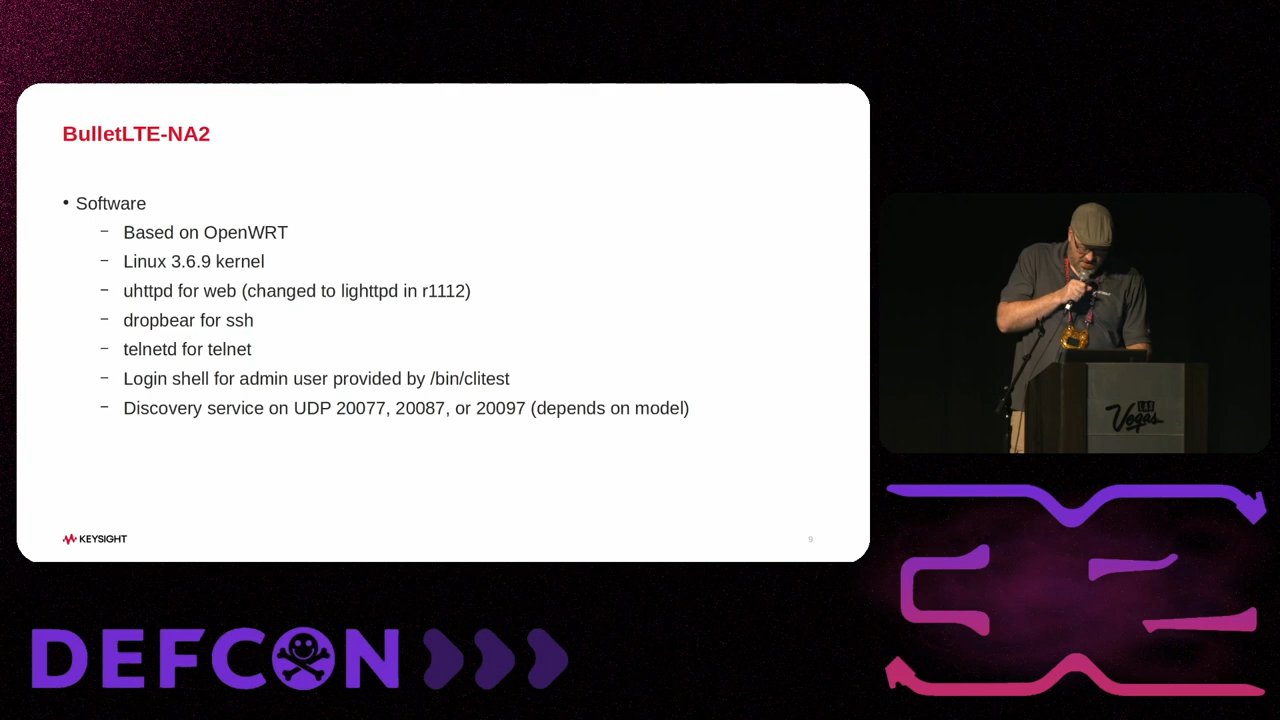 BulletLTE-NA2
• Software
– Based on OpenWRT
– Linux 3.6.9 kernel
– uhttpd for web (changed to lighttpd in r1112)
– dropbear for ssh
– telnetd for telnet
– Login shell for admin user provided by /bin/clitest
– Discovery service on UDP 20077, 20087, or 20097 (depends on model)
KEYSIGHT
9
Vegas
DEFCON